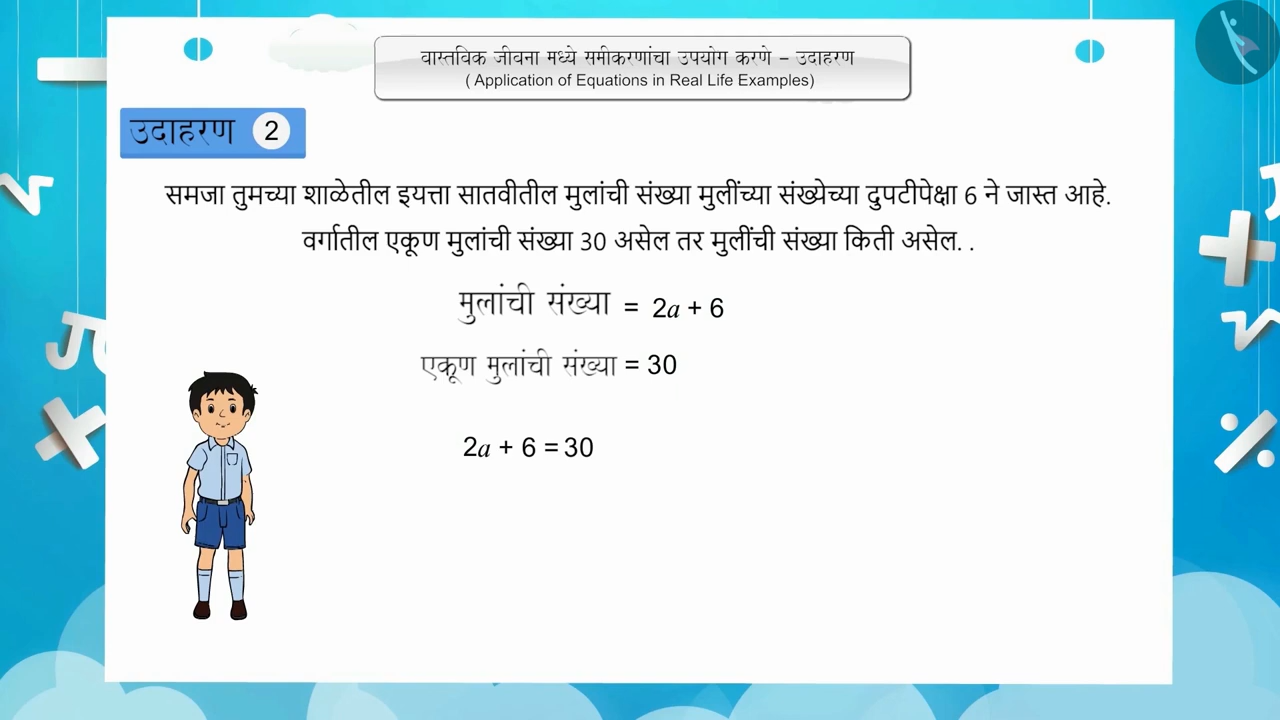 वास्तविक जीवना मध्ये समीकरणांचा उपयोग करणे – उदाहरण
( Application of Equations in Real Life Examples)
उदाहरण 2
समजा तुमच्या शाळेतील इयत्ता सातवीतील मुलांची संख्या मुलींच्या संख्येच्या दुपटीपेक्षा 6 ने जास्त आहे.
वर्गातील एकूण मुलांची संख्या 30 असेल तर मुलींची संख्या किती असेल. .
मुलांची संख्या = 2a + 6
एकूण मुलांची संख्या = 30
2a + 6 = 30